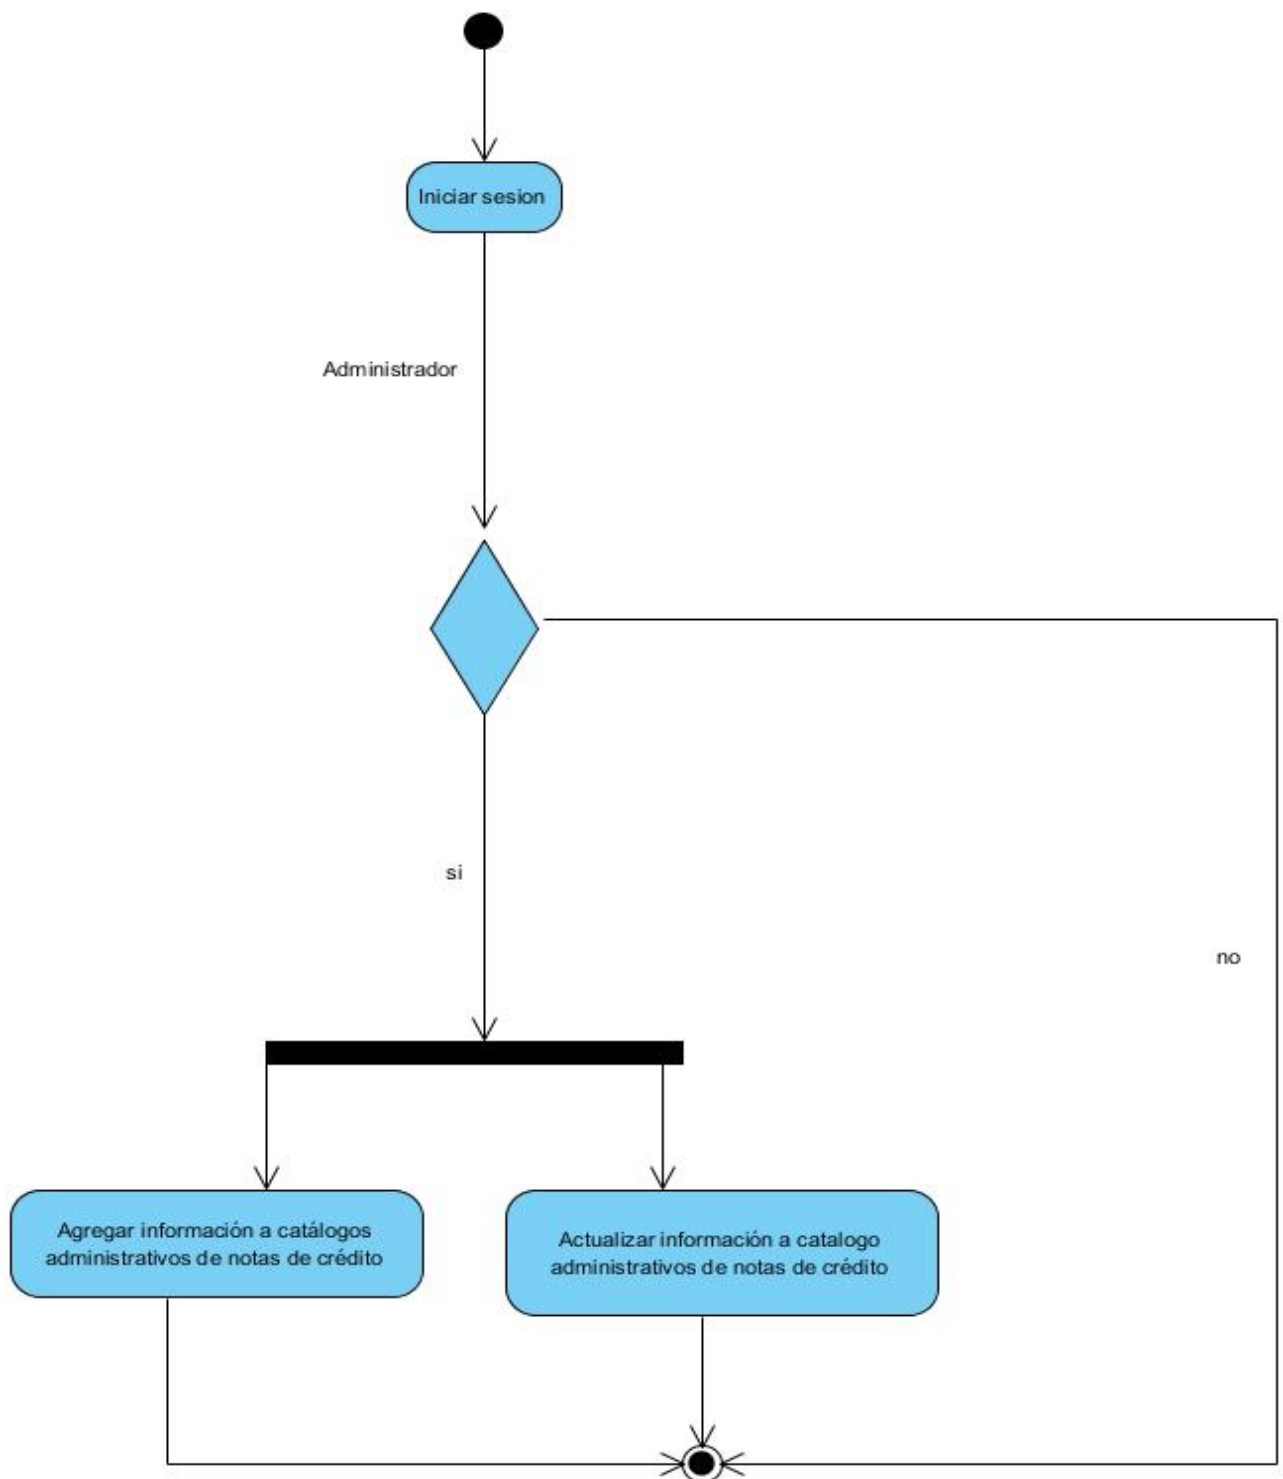 Iniciar sesion
Administrador
si
no
Agregar información a catálogos
administrativos de notas de crédito
Actualizar información a catalogo
administrativos de notas de crédito